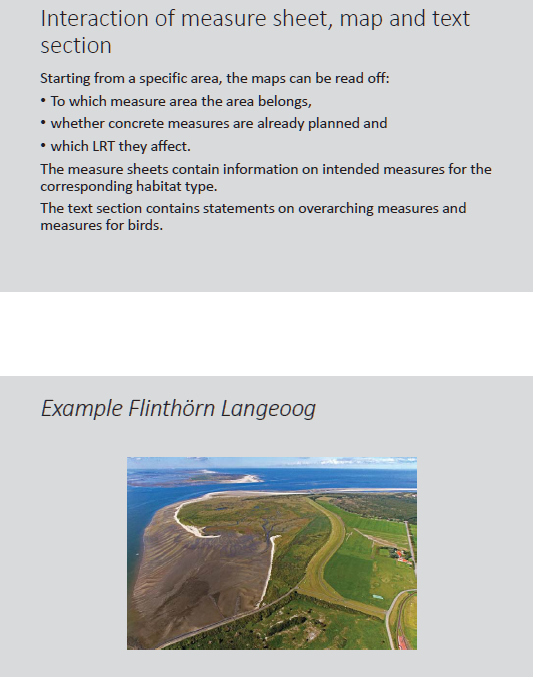 Interaction of measure sheet, map and text
section
Starting from a specific area, the maps can be read off:
• To which measure area the area belongs,
• whether concrete measures are already planned and
• which LRT they affect.
The measure sheets contain information on intended measures for the
corresponding habitat type.
The text section contains statements on overarching measures and
measures for birds.
Example Flinthörn Langeoog